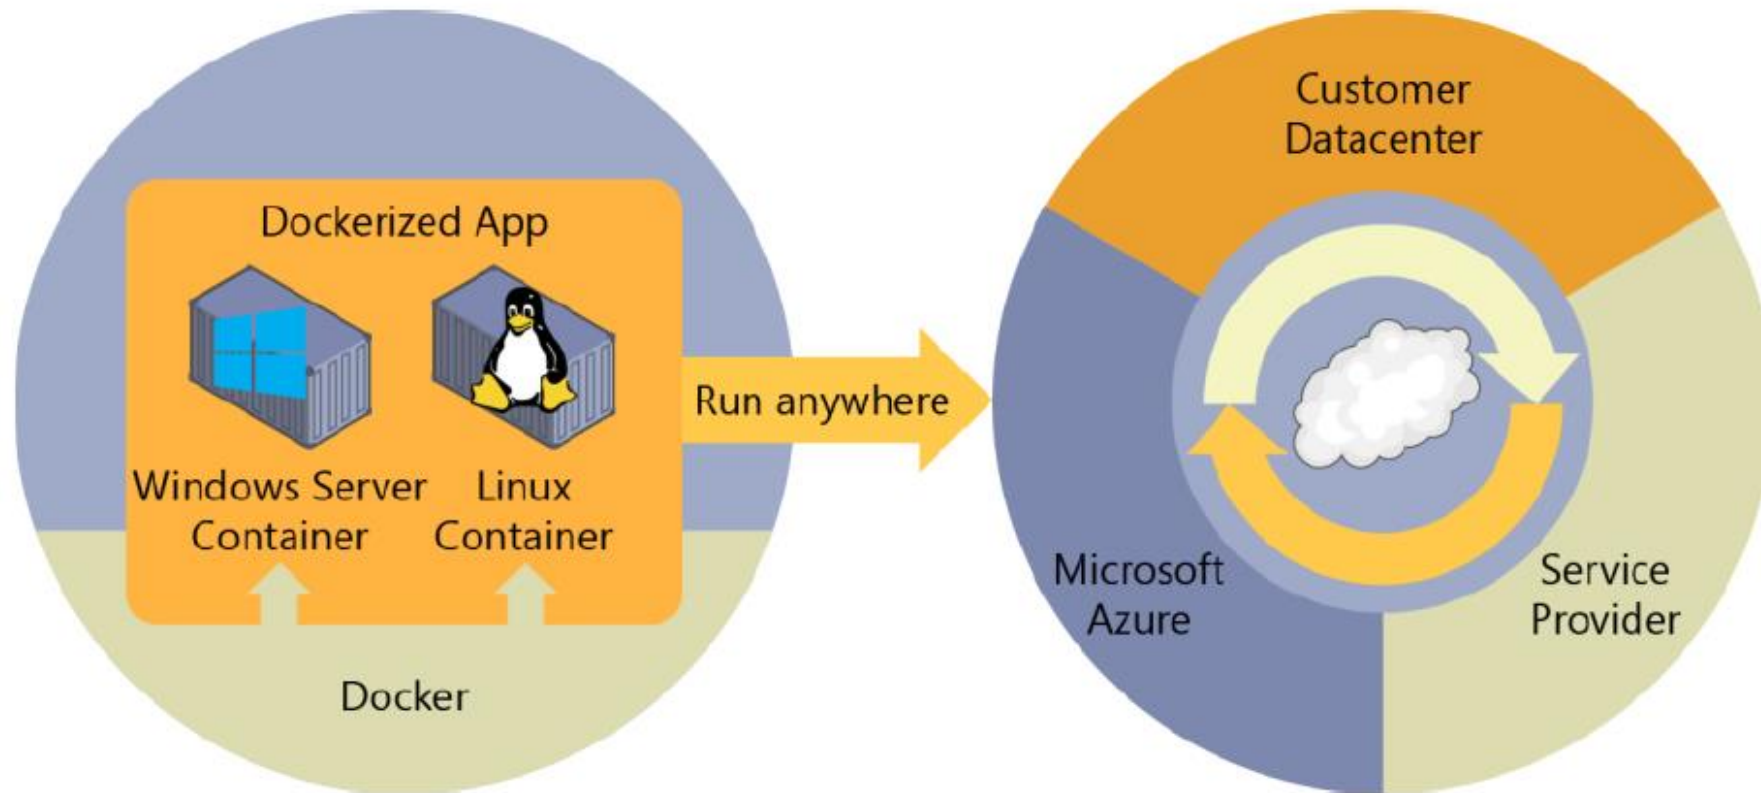 Dockerized App
Windows Server
Container
Linux
Container
Docker
Run anywhere
Customer
Datacenter
Microsoft
Azure
Service
Provider